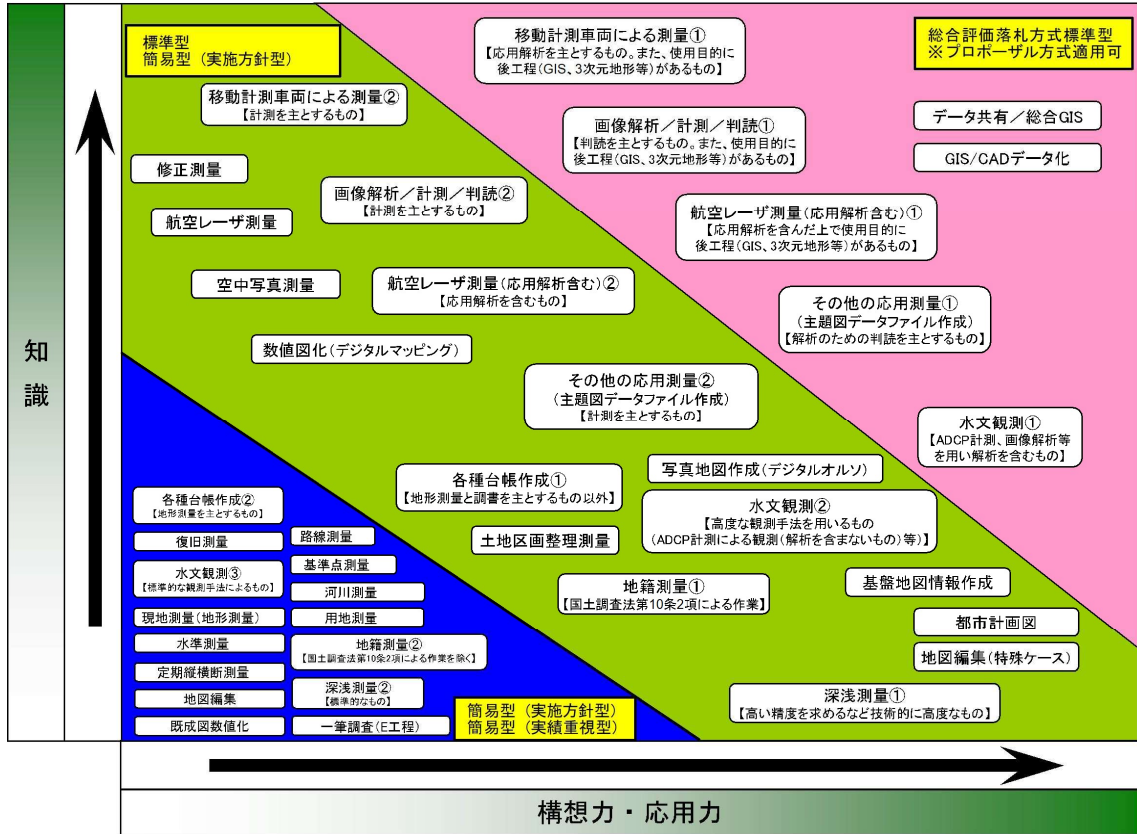 標準型
簡易型（実施方針型）
移動計測車両による測量①
【応用解析を主とするもの。また、使用目的に
後工程(GIS、3次元地形等)があるもの】
総合評価落札方式標準型
※プロポーザル方式適用可
移動計測車両による測量②
【計測を主とするもの】
画像解析／計測／判読①
【判読を主とするもの。また、使用目的に
後工程(GIS、3次元地形等)があるもの】
データ共有／総合GIS
GIS/CADデータ化
修正測量
画像解析／計測／判読②
【計測を主とするもの】
航空レーザ測量
航空レーザ測量(応用解析含む)①
【応用解析を含んだ上で使用目的に
後工程(GIS、3次元地形等)があるもの】
空中写真測量
航空レーザ測量(応用解析含む)②
【応用解析を含むもの】
その他の応用測量①
(主題図データファイル作成)
【解析のための判読を主とするもの】
数値図化(デジタルマッピング)
その他の応用測量②
(主題図データファイル作成)
【計測を主とするもの】
水文観測①
【ADCP計測、画像解析等
を用い解析を含むもの】
写真地図作成(デジタルオルソ)
各種台帳作成①
【地形測量と調書を主とするもの以外】
水文観測②
【高度な観測手法を用いるもの
(ADCP計測による観測(解析を含まないもの)等)】
土地区画整理測量
地籍測量①
【国土調査法第10条2項による作業】
基盤地図情報作成
都市計画図
地図編集(特殊ケース)
深浅測量①
【高い精度を求めるなど技術的に高度なもの】
各種台帳作成②
【地形測量を主とするもの】
復旧測量
水文観測③
【標準的な観測手法によるもの】
現地測量(地形測量)
水準測量
定期縦横断測量
地図編集
既成図数値化
路線測量
基準点測量
河川測量
用地測量
地籍測量②
【国土調査法第10条2項による作業を除く】
深浅測量②
【標準的なもの】
一筆調査(E工程)
簡易型（実施方針型）
簡易型（実績重視型）
知識
構想力・応用力